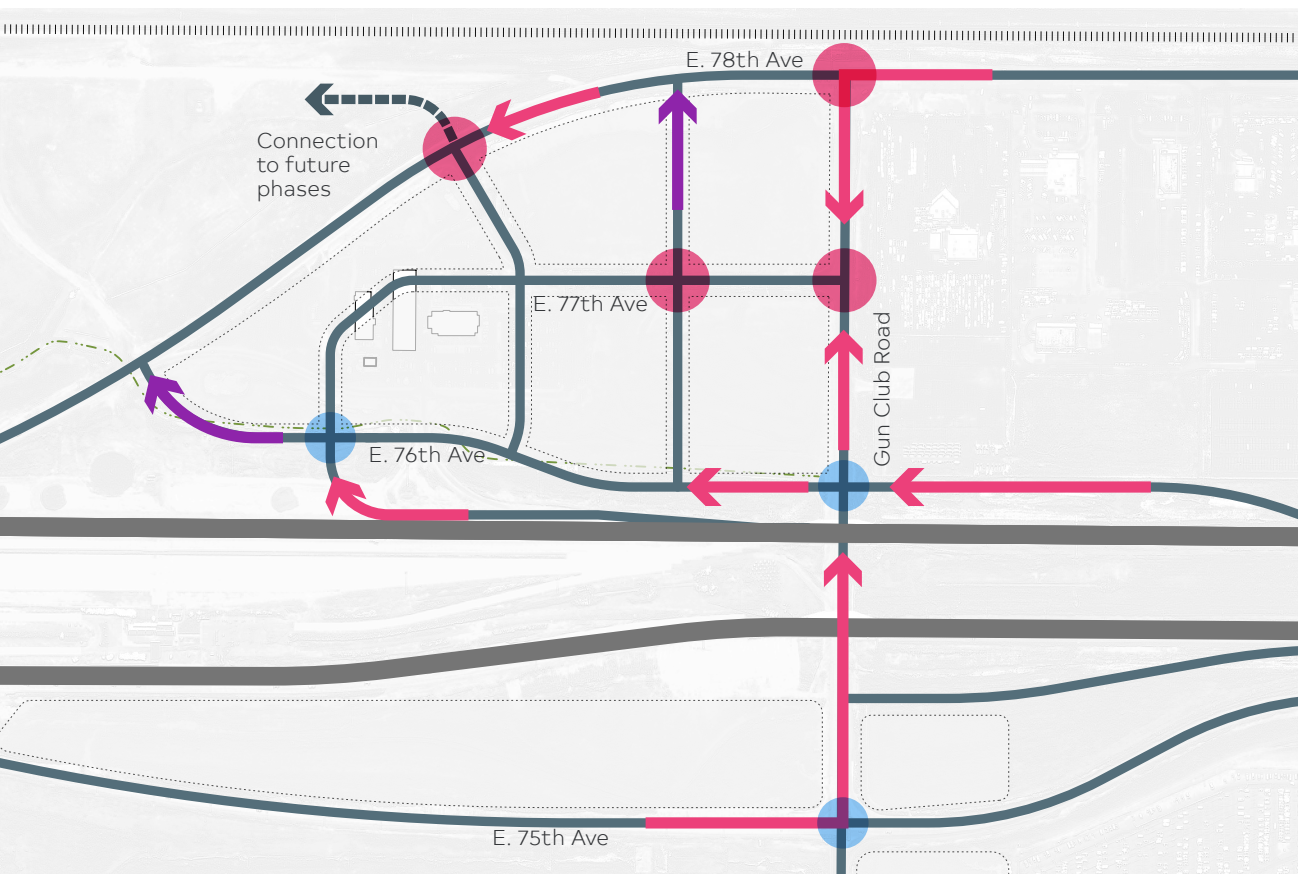 E. 78th Ave
Connection
to future
phases
E. 77th Ave
Gun Club Road
E. 76th Ave
E. 75th Ave